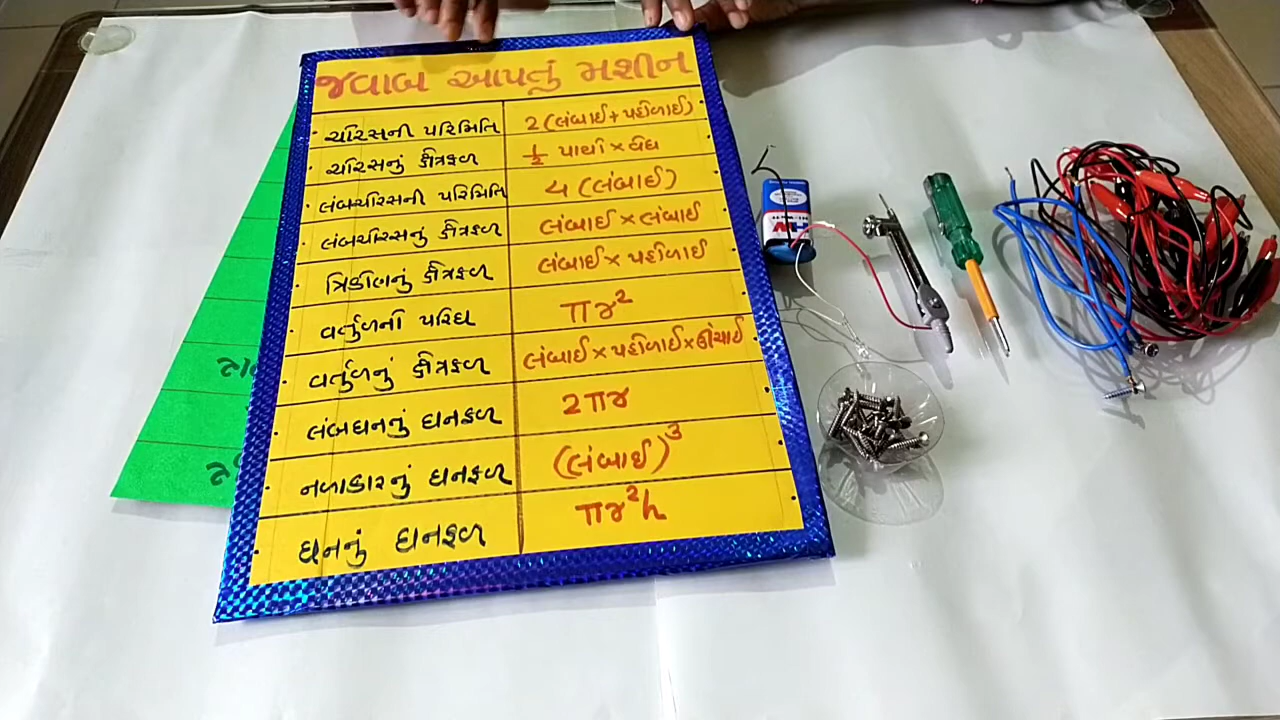 જવાબ આપતું મશીન
ચોરસની પરિમિતિ 2(લંબાઈ+પહોળાઈ)
ચોરસનું ક્ષેત્રફળ ½ પાયો × વેધ
લંબચોરસની પરિમિતિ 4 (લંબાઈ)
લંબચોરસનું ક્ષેત્રફળ લંબાઈ × લંબાઈ
ત્રિકોણનું ક્ષેત્રફળ લંબાઈ × પહોળાઈ
વર્તુળનો પરિઘ πr²
વર્તુળનું ક્ષેત્રફળ લંબાઈ × પહોળાઈ × ઊંચાઈ
લંબઘનનું ઘનફળ 2πr
નળાકારનું ઘનફળ (લંબાઈ)³
ઘનનું ઘનફળ πr²h
HW